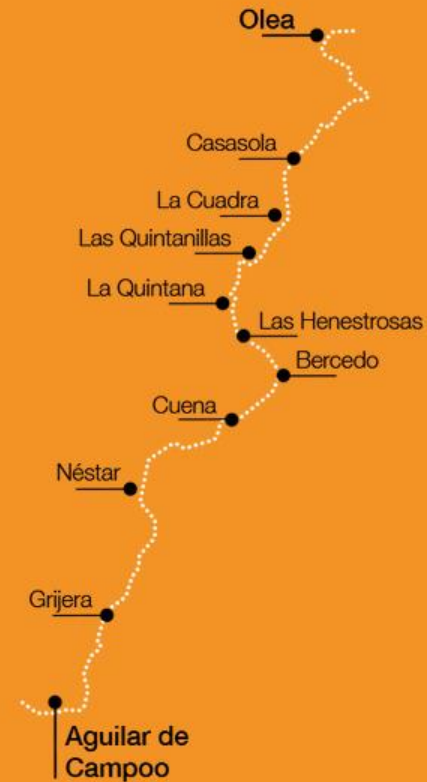 Olea
Casasola
La Cuadra
Las Quintanillas
La Quintana
Las Henestrosas
Bercedo
Cuena
Néstar
Grijera
Aguilar de
Campoo